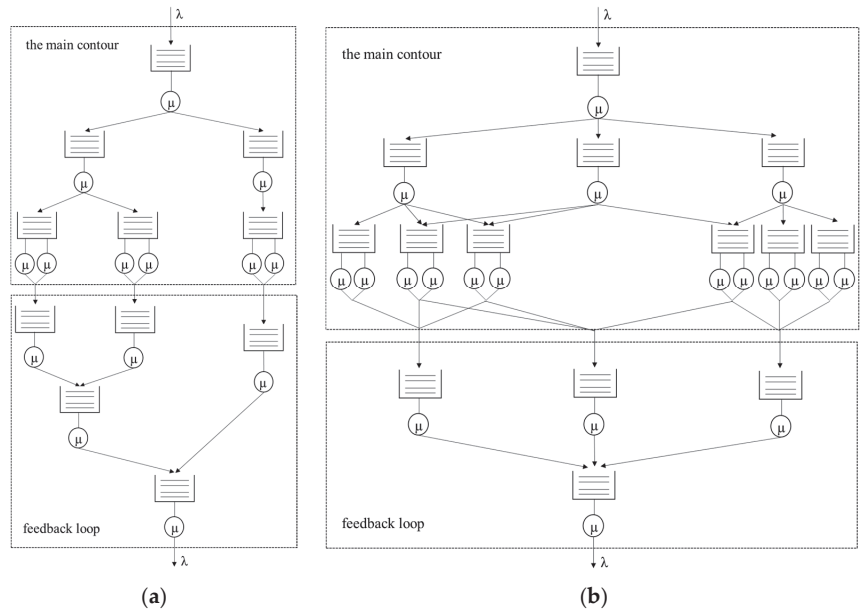 λ
the main contour
μ
μ μ
μ μ μ μ μ μ
μ μ
μ
μ
μ
feedback loop
λ
(a)
λ
the main contour
μ
μ μ μ
μ μ μ μ μ μ μ μ μ μ μ μ
μ μ μ
μ
feedback loop
λ
(b)